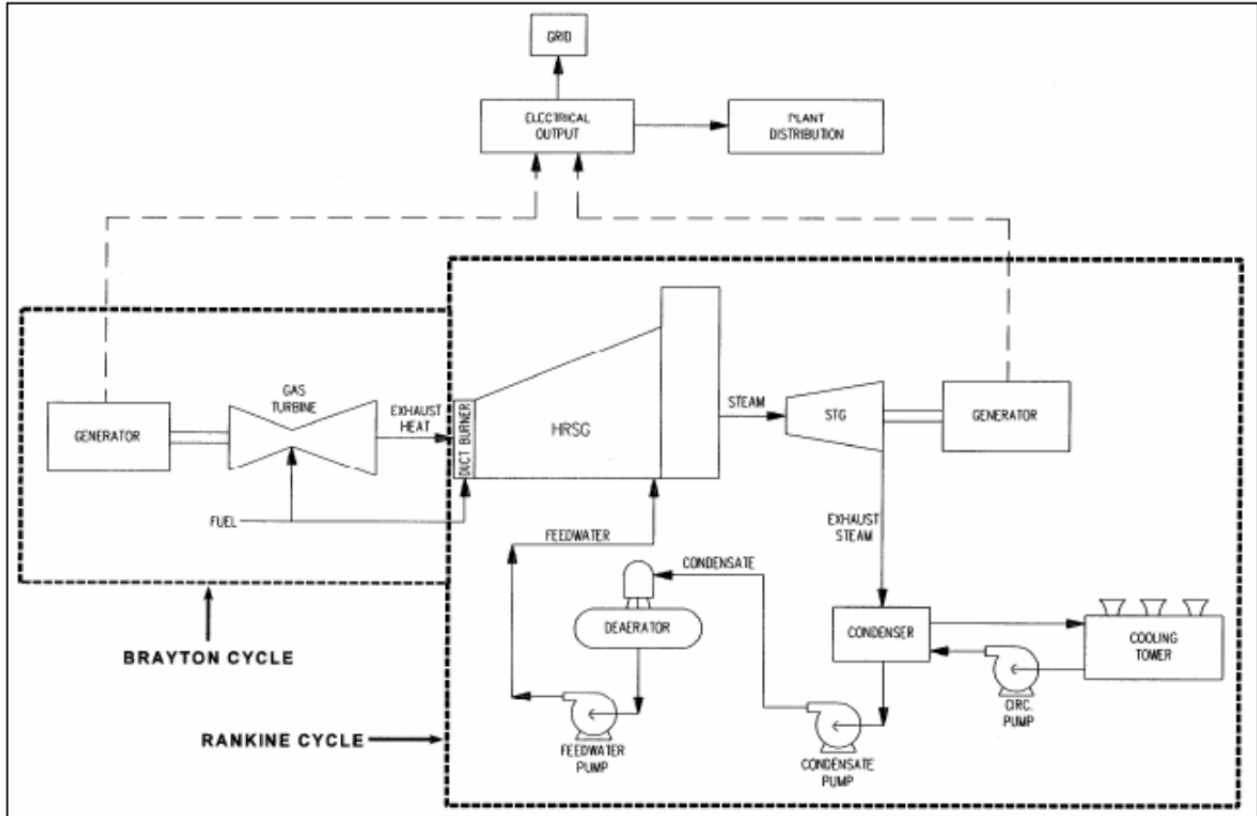 GRID
ELECTRICAL
OUTPUT
PLANT
DISTRIBUTION
GENERATOR
GAS
TURBINE
EXHAUST
HEAT
DUCT BURNER
HRSG
STEAM
STG
GENERATOR
FUEL
FEEDWATER
EXHAUST
STEAM
CONDENSATE
DEAERATOR
CONDENSER
COOLING
TOWER
CIRC.
PUMP
FEEDWATER
PUMP
CONDENSATE
PUMP
BRAYTON CYCLE
RANKINE CYCLE